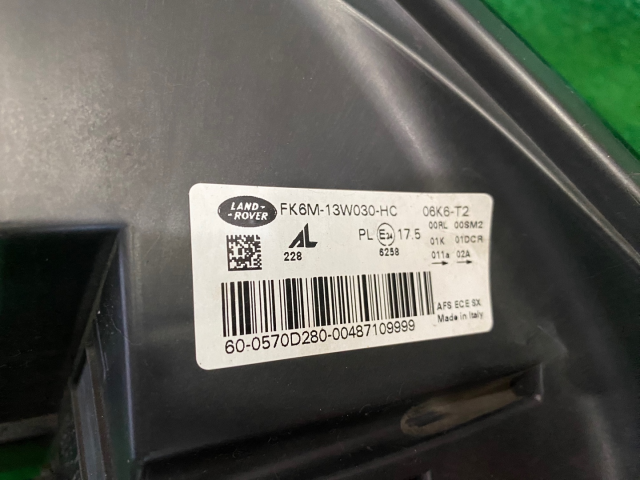 LAND-
ROVER
FK6M-13W030-HC 06K6-T2
AL
228
PL E24 17.5
6258
00RL 00SM2
01K 01DCR
011a 02A
AFS ECE SX
Made in Italy
60-0570D280-00487109999